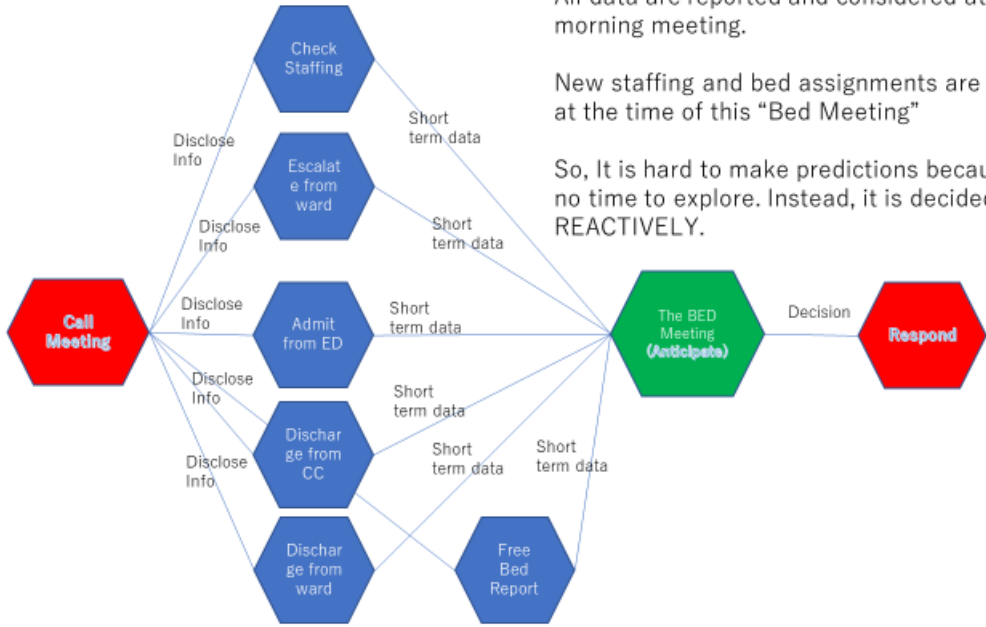 All data are reported and considered at
morning meeting.
New staffing and bed assignments are
at the time of this “Bed Meeting”
So, It is hard to make predictions
no time to explore. Instead, it is decided
REACTIVELY.
Check
Staffing
Short
term data
Disclose
Info
Escalat
e from
ward
Disclose
Info
Short
term data
Call
Meeting
Disclose
Info
Admit
from ED
Short
term data
The BED
Meeting
(Anticipate)
Decision
Respond
Disclose
Info
Dischar
ge from
CC
Short
term data
Disclose
Info
Short
term data
Short
term data
Dischar
ge from
ward
Free
Bed
Report